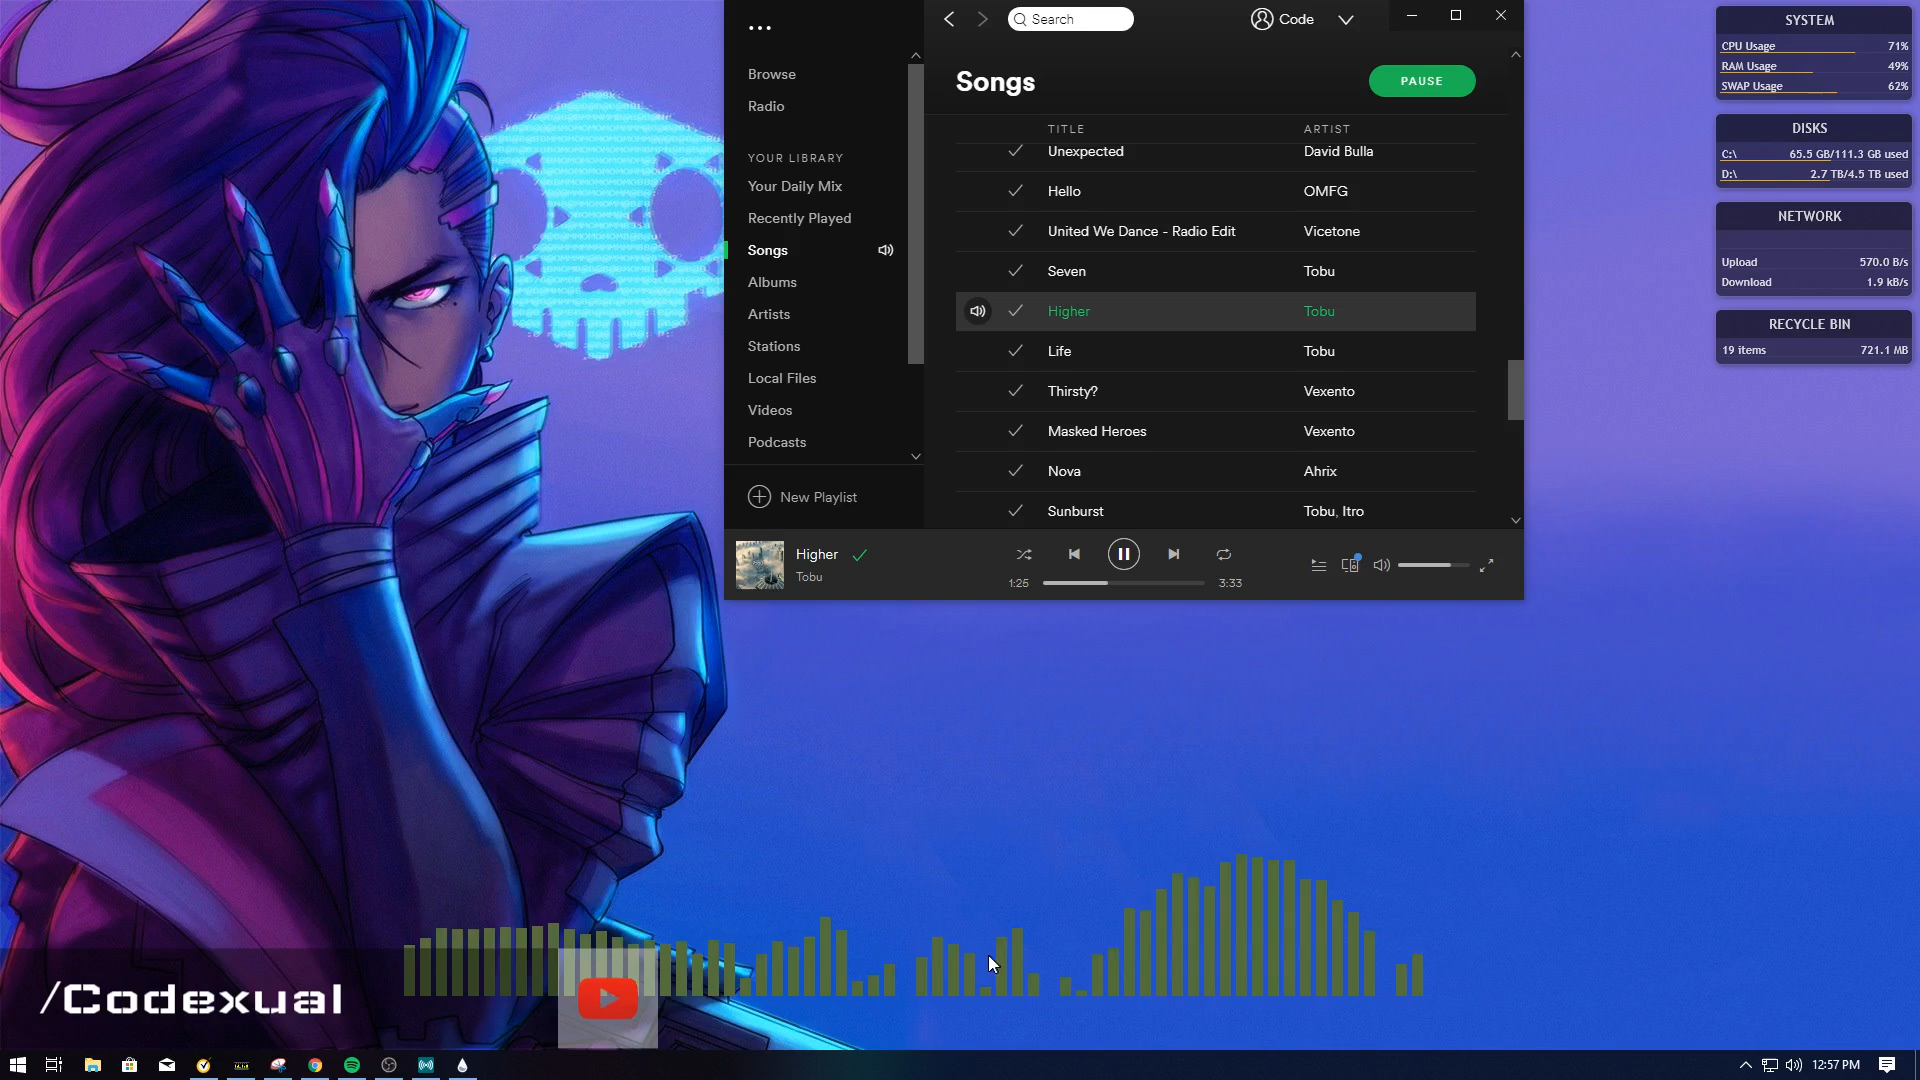 Search
Code
Browse
Radio
YOUR LIBRARY
Your Daily Mix
Recently Played
Songs
Albums
Artists
Stations
Local Files
Videos
Podcasts
New Playlist
Songs
PAUSE
TITLE ARTIST
Unexpected David Bulla
Hello OMFG
United We Dance - Radio Edit Vicetone
Seven Tobu
Higher Tobu
Life Tobu
Thirsty? Vexento
Masked Heroes Vexento
Nova Ahrix
Sunburst Tobu, Itro
Higher
Tobu
1:25 3:33
SYSTEM
CPU Usage 71%
RAM Usage 49%
SWAP Usage 62%
DISKS
C:\ 65.5 GB/111.3 GB used
D:\ 2.7 TB/4.5 TB used
NETWORK
Upload 570.0 B/s
Download 1.9 kB/s
RECYCLE BIN
19 items 721.1 MB
/Codexual
12:57 PM